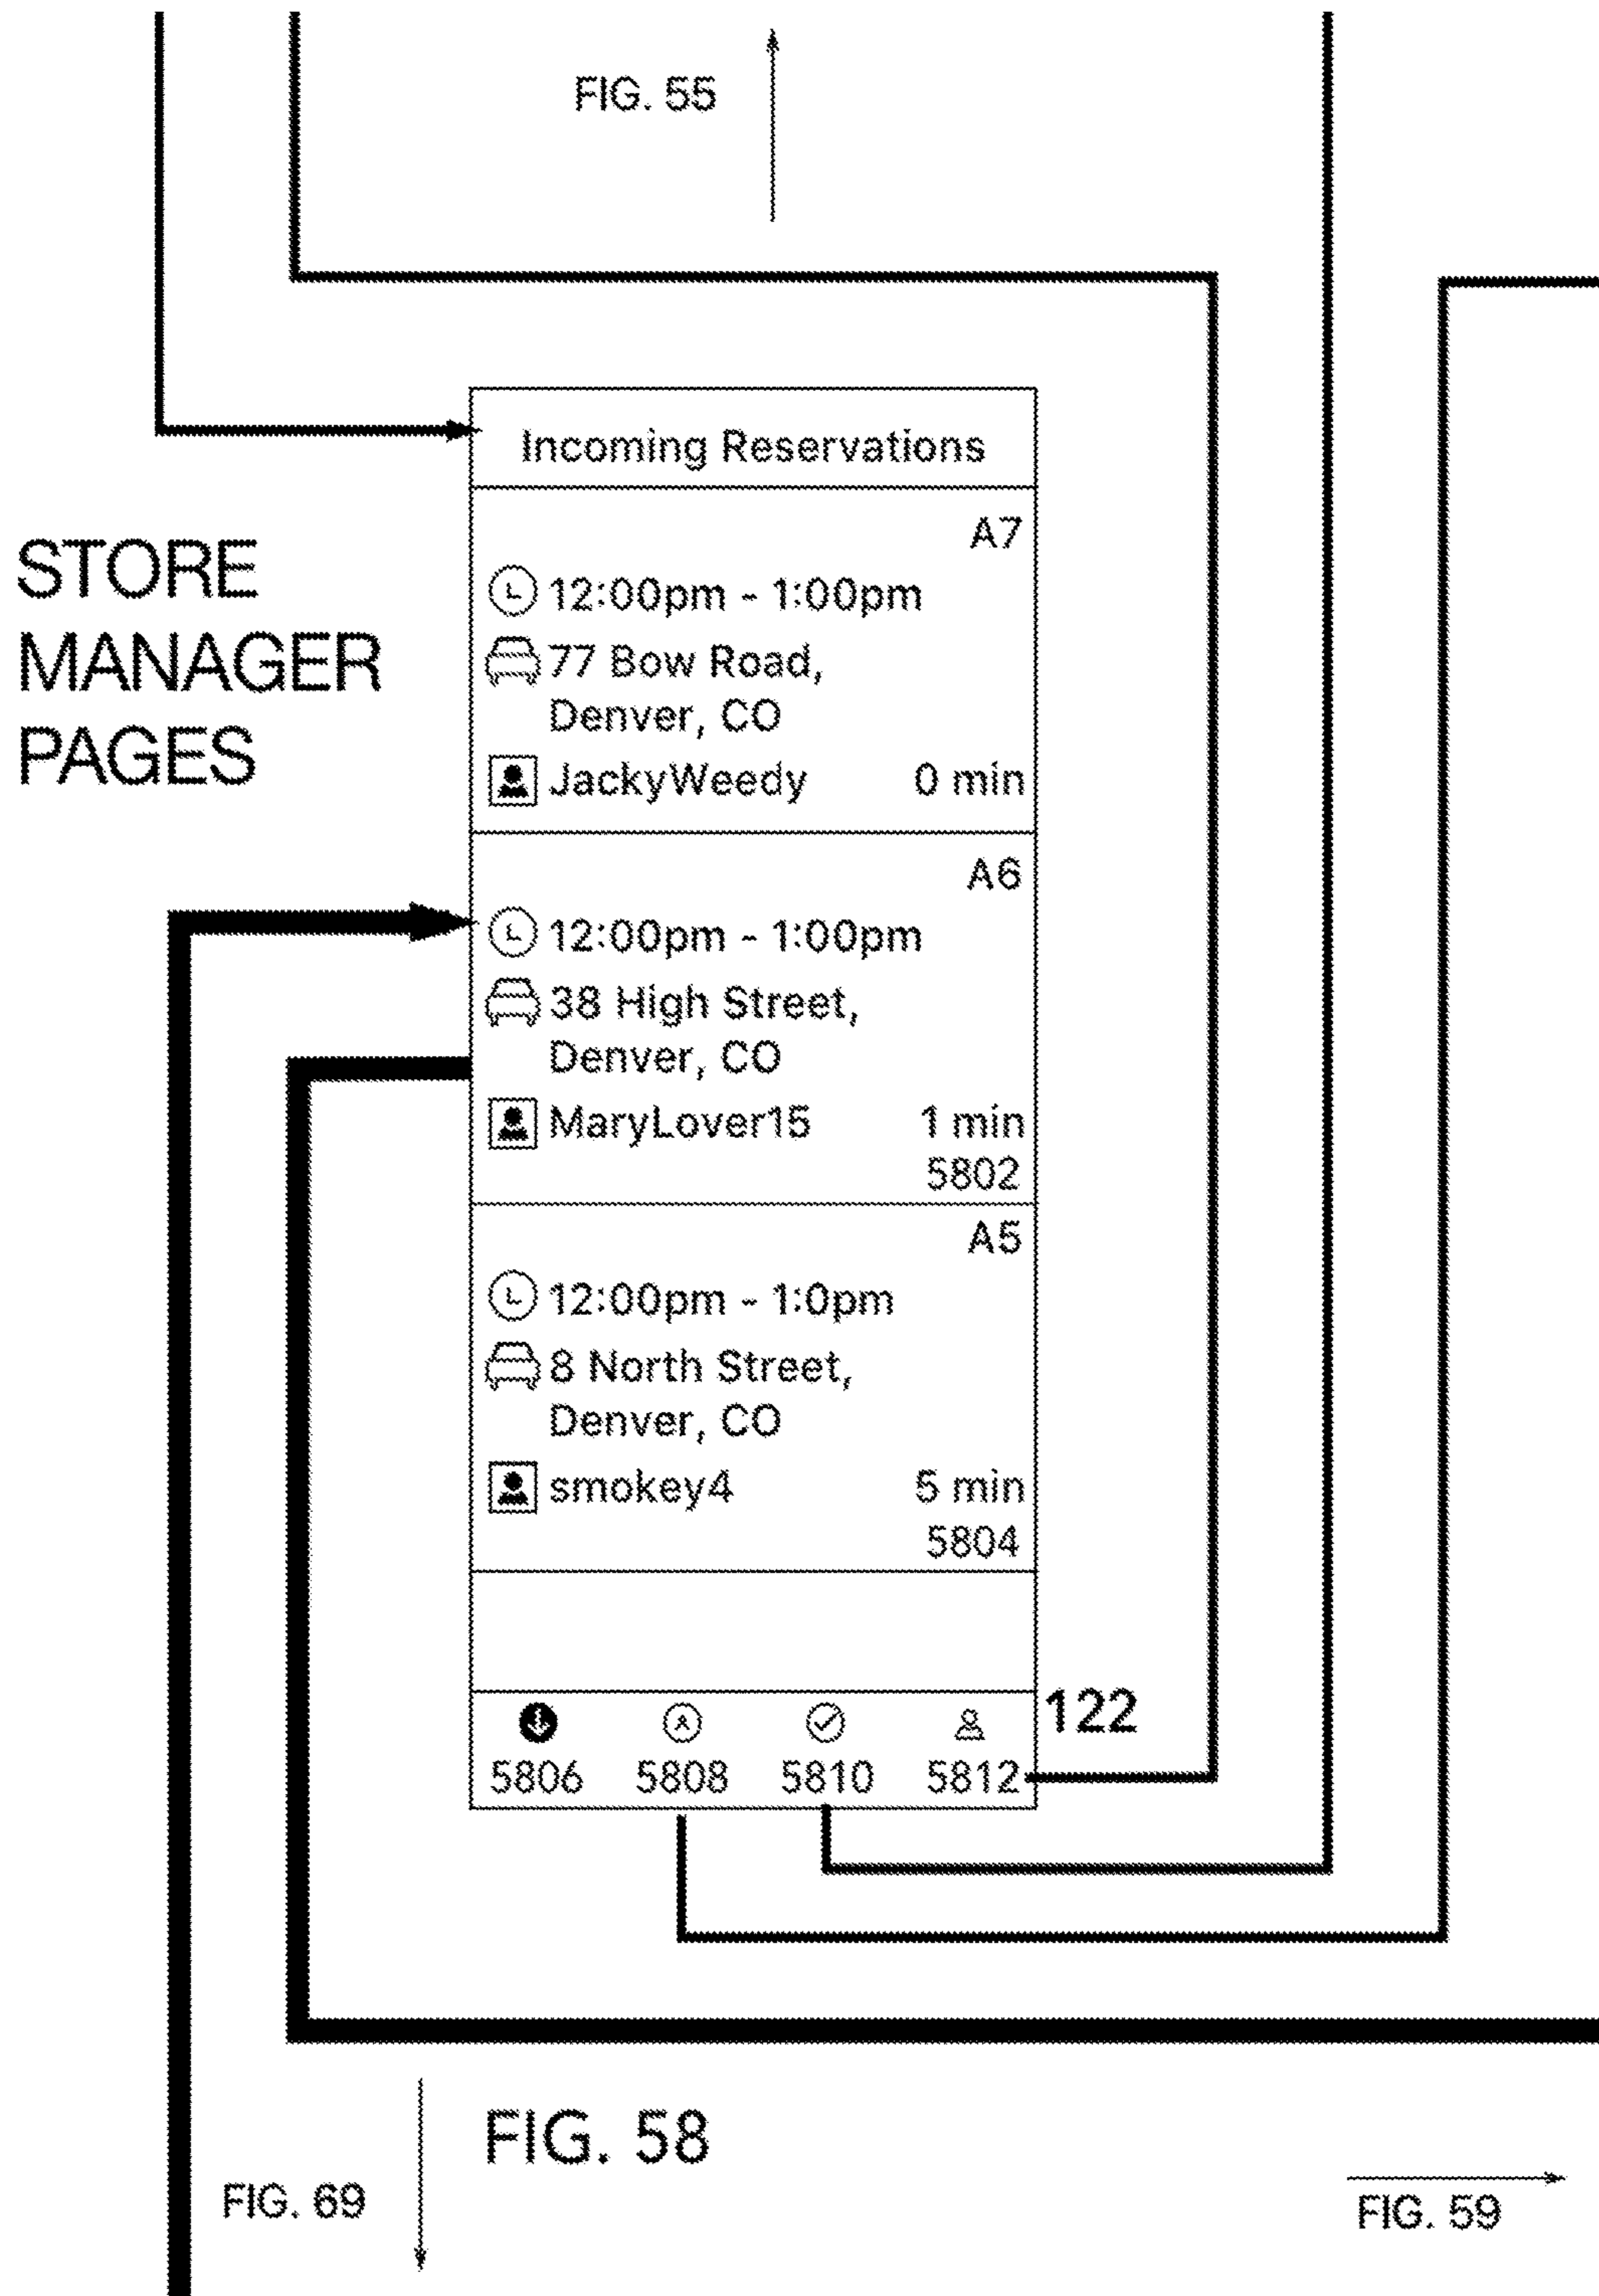 FIG. 55
Incoming Reservations
STORE
MANAGER
PAGES
A7
12:00pm - 1:00pm
77 Bow Road,
Denver, CO
JackyWeedy 0 min
A6
12:00pm - 1:00pm
38 High Street,
Denver, CO
MaryLover15 1 min
5802
A5
12:00pm - 1:0pm
8 North Street,
Denver, CO
smokey4 5 min
5804
122
5806 5808 5810 5812
FIG. 58
FIG. 69
FIG. 59